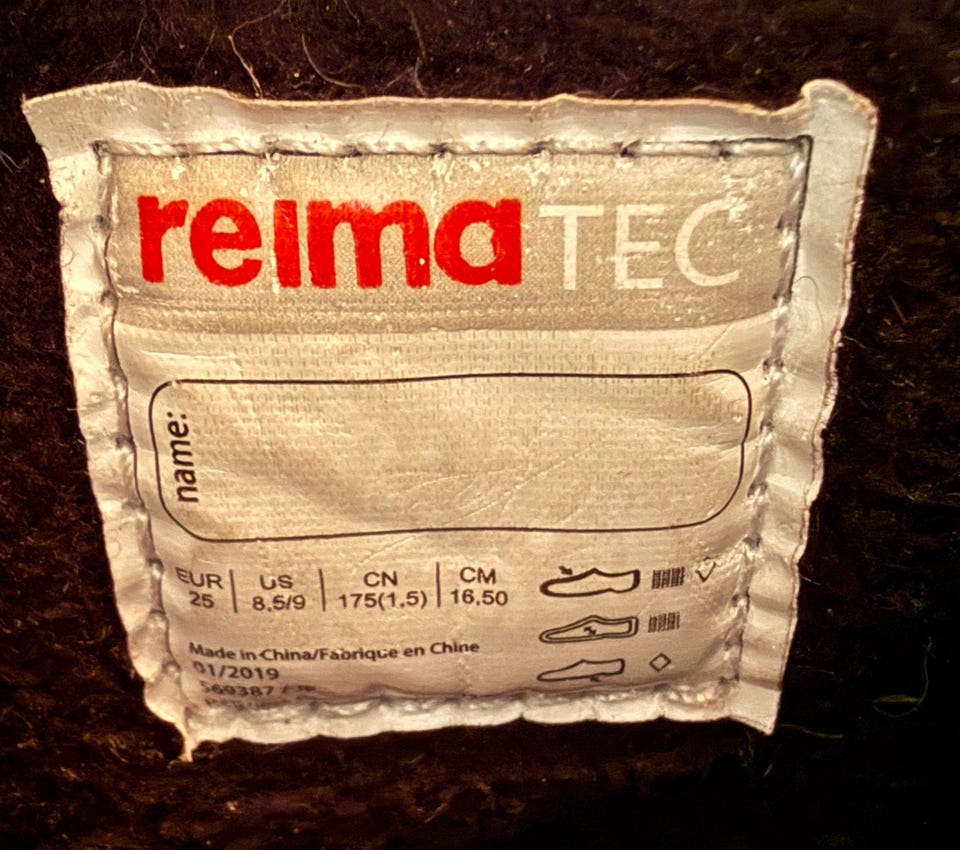 reima TEC
name:
EUR | US | CN | CM
25 | 8,5/9 | 175(1,5) | 16,50
Made in China/Fabrique en Chine
01/2019
569387 /